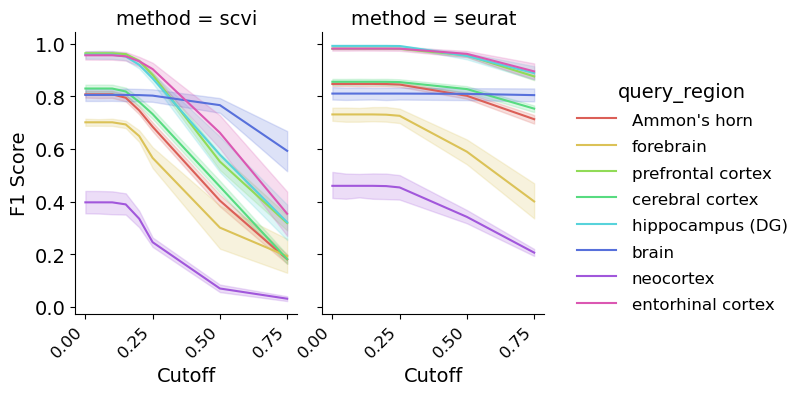 method = scvi
method = seurat
F1 Score
1.0
0.8
0.6
0.4
0.2
0.0
0.00
0.25
0.50
0.75
Cutoff
0.00
0.25
0.50
0.75
Cutoff
query_region
Ammon's horn
forebrain
prefrontal cortex
cerebral cortex
hippocampus (DG)
brain
neocortex
entorhinal cortex